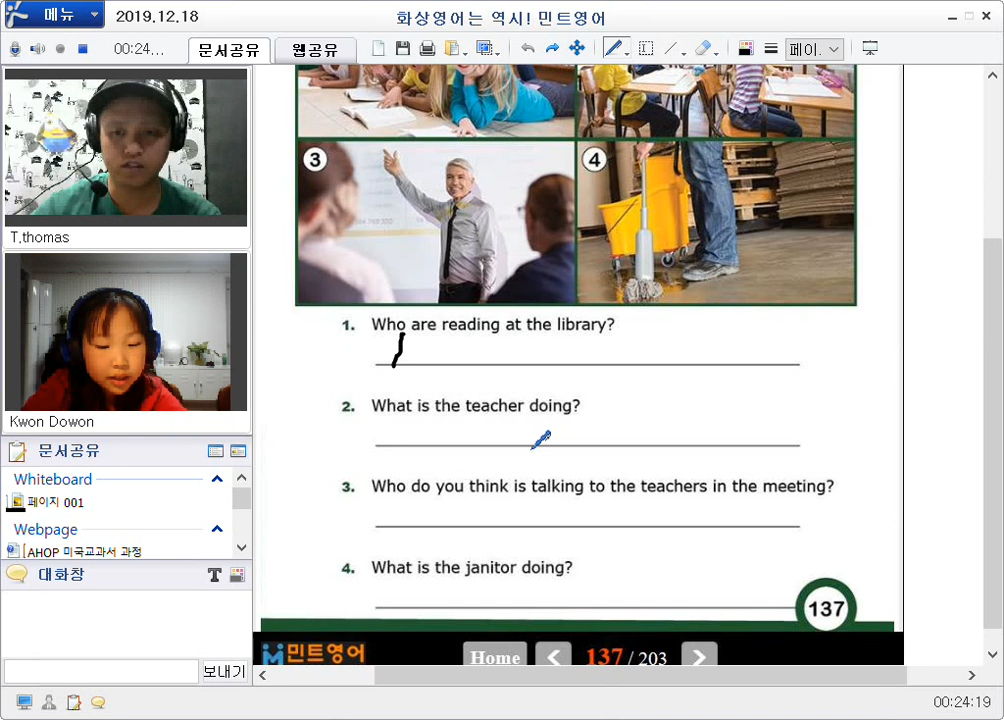 메뉴
2019.12.18
화상영어는 역시! 민트영어
00:24...
문서공유
웹공유
페이.
T.thomas
Kwon Dowon
문서공유
Whiteboard
페이지 001
Webpage
[AHOP 미국교과서 과정
대화창
보내기
3
4
1. Who are reading at the library?
2. What is the teacher doing?
3. Who do you think is talking to the teachers in the meeting?
4. What is the janitor doing?
137
민트영어
Home
137 / 203
00:24:19